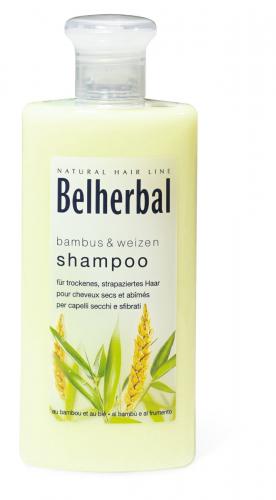 NATURAL HAIR LINE
Belherbal
bambus & weizen
shampoo
für trockenes, strapaziertes Haar
pour cheveux secs et abîmés
per capelli secchi e sfibrati
au bambou et au blé • al bambù e al frumento